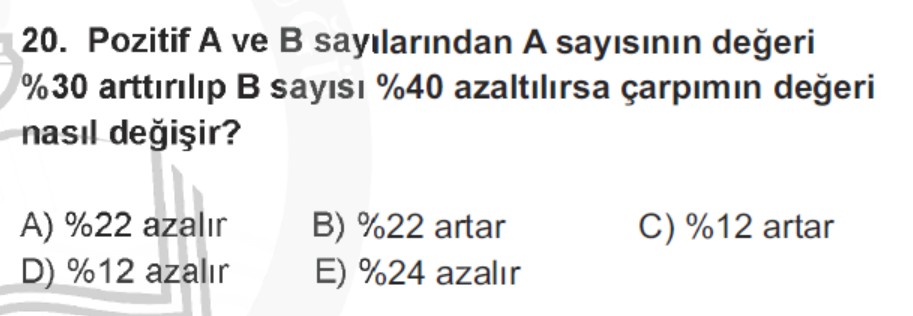 20. Pozitif A ve B sayılarından A sayısının değeri
%30 arttırılıp B sayısı %40 azaltılırsa çarpımın değeri
nasıl değişir?
A) %22 azalır B) %22 artar C) %12 artar
D) %12 azalır E) %24 azalır